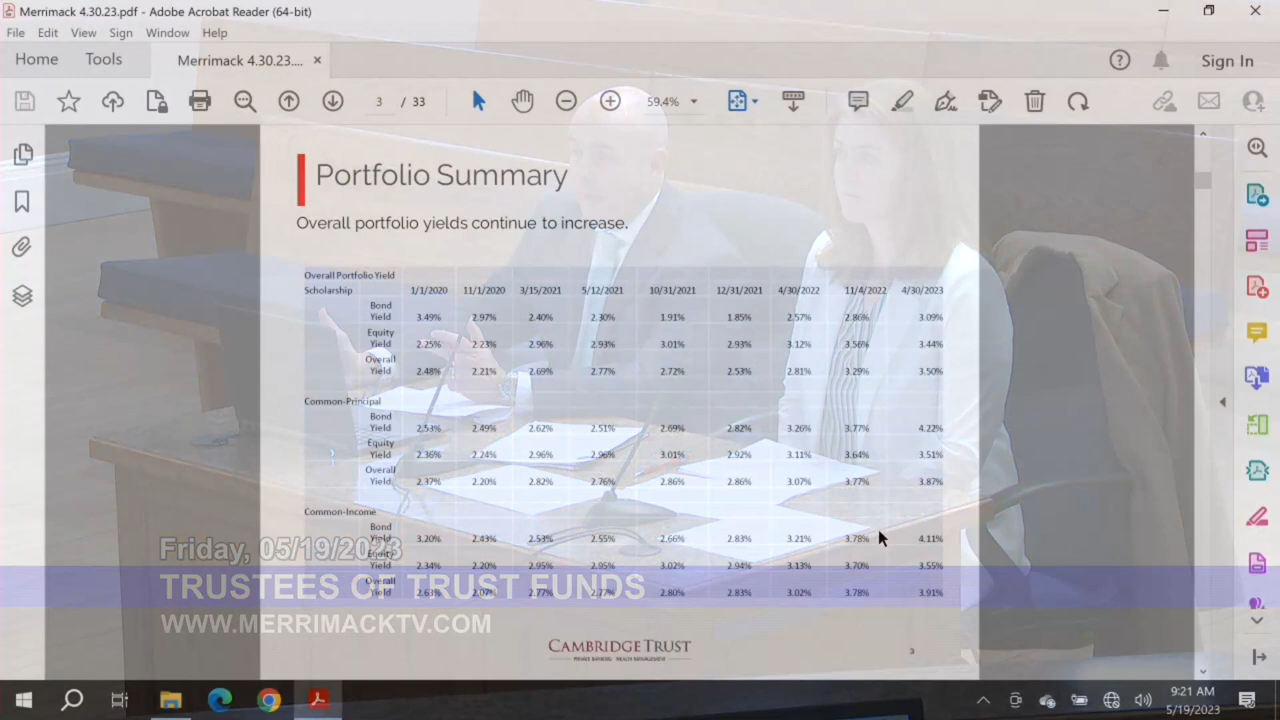 Merrimack 4.30.23.pdf - Adobe Acrobat Reader (64-bit)
File Edit View Sign Window Help
Home Tools Merrimack 4.30.23.... × Sign In
3 / 33 59.4%
Portfolio Summary
Overall portfolio yields continue to increase.
Overall Portfolio Yield
Scholarship 1/1/2020 11/1/2020 3/15/2021 5/12/2021 10/31/2021 12/31/2021 4/30/2022 11/4/2022 4/30/2023
Bond
Yield 3.49% 2.97% 2.40% 2.30% 1.91% 1.85% 2.57% 2.86% 3.09%
Equity
Yield 2.25% 2.23% 2.96% 2.93% 3.01% 2.93% 3.12% 3.56% 3.44%
Overall
Yield 2.48% 2.21% 2.69% 2.77% 2.72% 2.53% 2.81% 3.29% 3.50%
Common-Principal
Bond
Yield 2.53% 2.49% 2.62% 2.51% 2.69% 2.82% 3.26% 3.77% 4.22%
Equity
Yield 2.36% 2.24% 2.96% 2.96% 3.01% 2.92% 3.11% 3.64% 3.51%
Overall
Yield 2.37% 2.20% 2.82% 2.76% 2.86% 2.86% 3.07% 3.77% 3.87%
Common-Income
Bond
Yield 3.20% 2.43% 2.53% 2.55% 2.66% 2.83% 3.21% 3.78% 4.11%
Friday, 05/19/2023
Equity
Yield 2.34% 2.20% 2.95% 2.95% 3.02% 2.94% 3.13% 3.70% 3.55%
TRUSTEES OF TRUST FUNDS
Overall
Yield 2.63% 2.07% 2.77% 2.77% 2.80% 2.83% 3.02% 3.78% 3.91%
WWW.MERRIMACKTV.COM
CAMBRIDGE TRUST
PRIVATE BANKING WEALTH MANAGEMENT
3
9:21 AM
5/19/2023